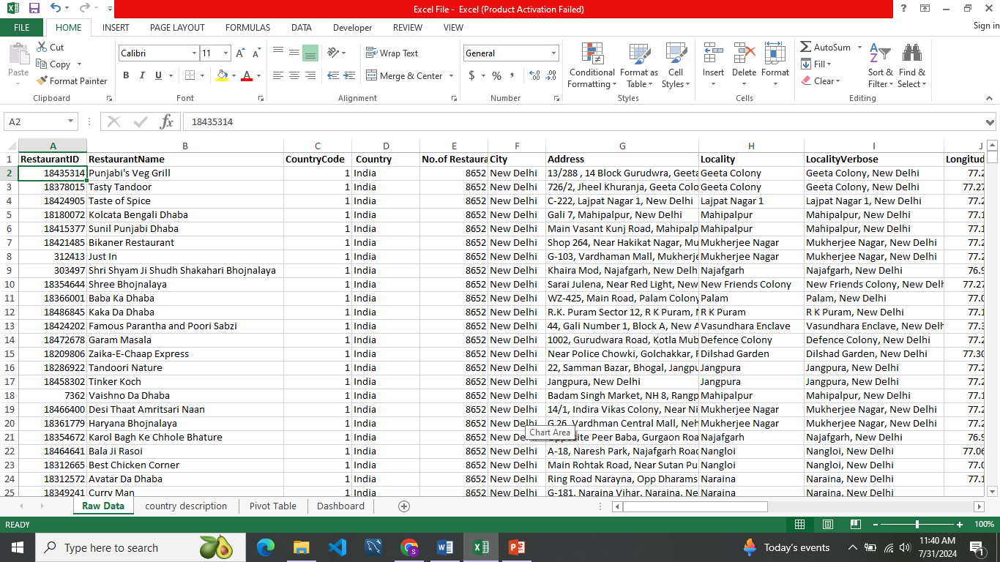 Excel File - Excel (Product Activation Failed)
FILE HOME INSERT PAGE LAYOUT FORMULAS DATA Developer REVIEW VIEW Sign in
Paste Cut Copy Format Painter Clipboard
Calibri 11 B I U Font
Wrap Text Merge & Center Alignment
General $ % , Number
Conditional Formatting Format as Table Cell Styles Styles
Insert Delete Format Cells
AutoSum Fill Clear Sort & Filter Find & Select Editing
A2 fx 18435314
A B C D E F G H I J
1 RestaurantID RestaurantName CountryCode Country No.of Restaura City Address Locality LocalityVerbose Longitud
2 18435314 Punjabi's Veg Grill 1 India 8652 New Delhi 13/288 , 14 Block Gurudwra, Geeta Geeta Colony Geeta Colony, New Delhi 77.2
3 18378015 Tasty Tandoor 1 India 8652 New Delhi 726/2, Jheel Khuranja, Geeta Colo Geeta Colony Geeta Colony, New Delhi 77.27
4 18424905 Taste of Spice 1 India 8652 New Delhi C-222, Lajpat Nagar 1, New Delhi Lajpat Nagar 1 Lajpat Nagar 1, New Delhi 77.2
5 18180072 Kolcata Bengali Dhaba 1 India 8652 New Delhi Gali 7, Mahipalpur, New Delhi Mahipalpur Mahipalpur, New Delhi 77.1
6 18415377 Sunil Punjabi Dhaba 1 India 8652 New Delhi Main Vasant Kunj Road, Mahipalp Mahipalpur Mahipalpur, New Delhi 77.1
7 18421485 Bikaner Restaurant 1 India 8652 New Delhi Shop 264, Near Hakikat Nagar, Mu Mukherjee Nagar Mukherjee Nagar, New Delhi 77.2
8 312413 Just In 1 India 8652 New Delhi G-103, Vardhaman Mall, Mukherje Mukherjee Nagar Mukherjee Nagar, New Delhi 77.2
9 303497 Shri Shyam Ji Shudh Shakahari Bhojnalaya 1 India 8652 New Delhi Khaira Mod, Najafgarh, New Delh Najafgarh Najafgarh, New Delhi 76.9
10 18354644 Shree Bhojnalaya 1 India 8652 New Delhi Sarai Julena, Near Red Light, New New Friends Colony New Friends Colony, New Delh 77.27
11 18366001 Baba Ka Dhaba 1 India 8652 New Delhi WZ-425, Main Road, Palam Colony Palam Palam, New Delhi 77.0
12 18486845 Kaka Da Dhaba 1 India 8652 New Delhi R.K. Puram Sector 12, R K Puram, R K Puram R K Puram, New Delhi 77.1
13 18424202 Famous Parantha and Poori Sabzi 1 India 8652 New Delhi 44, Gali Number 1, Block A, New A Vasundhara Enclave Vasundhara Enclave, New Delh 77.3
14 18472678 Garam Masala 1 India 8652 New Delhi 1002, Gurudwara Road, Kotla Mub Defence Colony Defence Colony, New Delhi 77.2
15 18209806 Zaika-E-Chaap Express 1 India 8652 New Delhi Near Police Chowki, Golchakkar, Dilshad Garden Dilshad Garden, New Delhi 77.30
16 18286922 Tandoori Nature 1 India 8652 New Delhi 22, Samman Bazar, Bhogal, Jangpu Jangpura Jangpura, New Delhi 77.2
17 18458302 Tinker Koch 1 India 8652 New Delhi Jangpura, New Delhi Jangpura Jangpura, New Delhi 77.2
18 7362 Vaishno Da Dhaba 1 India 8652 New Delhi Badam Singh Market, NH 8, Rangp Mahipalpur Mahipalpur, New Delhi 77.1
19 18466400 Desi Thaat Amritsari Naan 1 India 8652 New Delhi 14/1, Indira Vikas Colony, Near Ni Mukherjee Nagar Mukherjee Nagar, New Delhi 77.2
20 18361779 Haryana Bhojnalaya 1 India 8652 New Delhi G 26, Vardhman Central Mall, Neh Mukherjee Nagar Mukherjee Nagar, New Delhi 77.2
Chart Area
21 18354672 Karol Bagh Ke Chhole Bhature 1 India 8652 New Delhi Opposite Peer Baba, Gurgaon Roa Najafgarh Najafgarh, New Delhi 76.9
22 18464641 Bala Ji Rasoi 1 India 8652 New Delhi A-18, Naresh Park, Najafgarh Road Nangloi Nangloi, New Delhi 77.06
23 18312665 Best Chicken Corner 1 India 8652 New Delhi Main Rohtak Road, Near Sutan Pu Nangloi Nangloi, New Delhi 77.0
24 18312572 Avatar Da Dhaba 1 India 8652 New Delhi Ring Road Narayna, Opp Dharams Naraina Naraina, New Delhi 77.1
25 18349241 Curry Man 1 India 8652 New Delhi G-181, Naraina Vihar, Naraina, Ne Naraina Naraina, New Delhi
Raw Data country description Pivot Table Dashboard
READY 100%
Type here to search Today's events 11:40 AM
7/31/2024 1